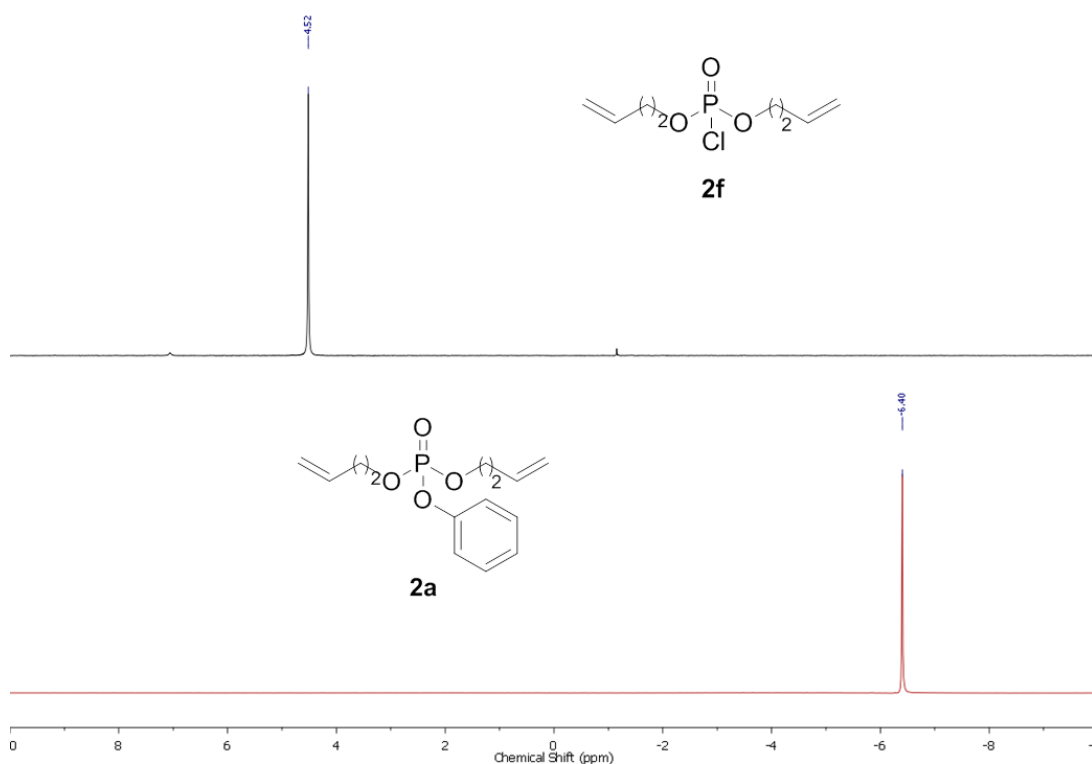 4.52
O
P
( )2 O O ( )2
Cl
2f
-6.40
O
P
( )2 O O ( )2
O
2a
0 8 6 4 2 0 -2 -4 -6 -8
Chemical Shift (ppm)